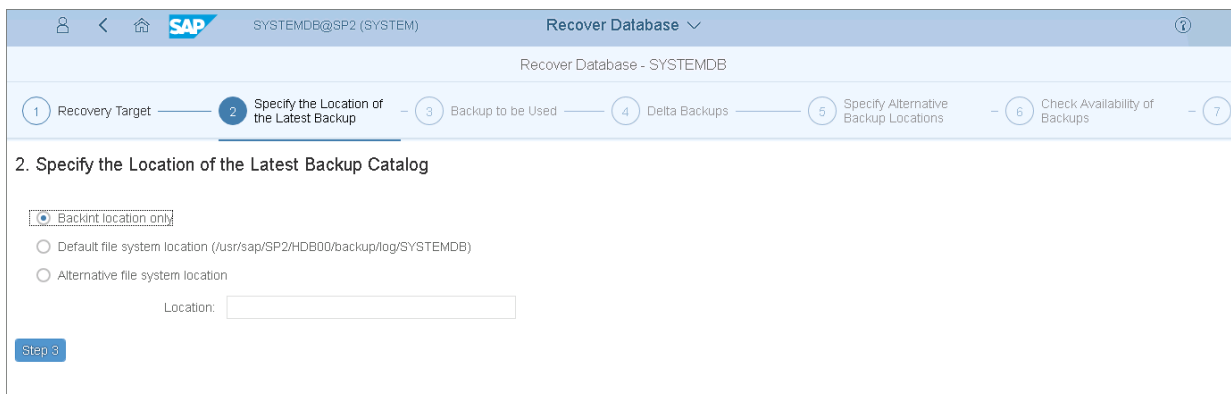 SAP SYSTEMDB@SP2 (SYSTEM) Recover Database
Recover Database - SYSTEMDB
1 Recovery Target 2 Specify the Location of the Latest Backup 3 Backup to be Used 4 Delta Backups 5 Specify Alternative Backup Locations 6 Check Availability of Backups 7
2. Specify the Location of the Latest Backup Catalog
Backint location only
Default file system location (/usr/sap/SP2/HDB00/backup/log/SYSTEMDB)
Alternative file system location
Location:
Step 3